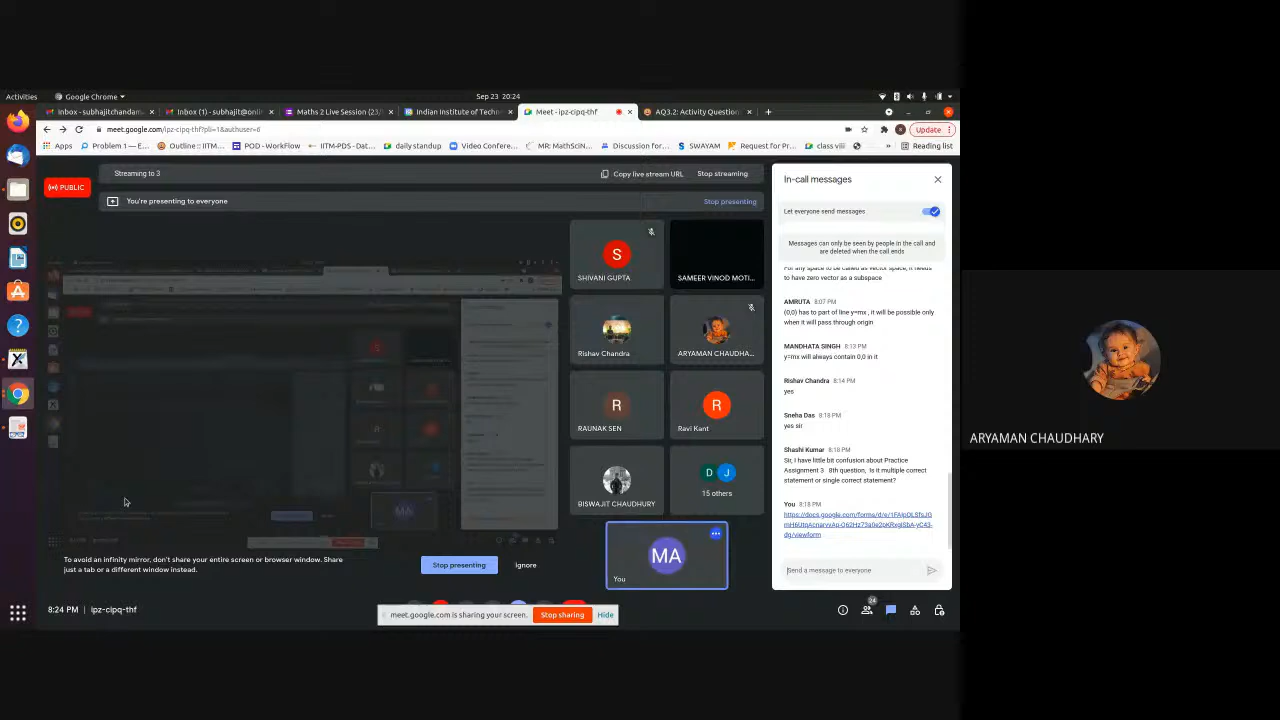 Activities
Google Chrome
Sep 23 20:24
Inbox - subhajitchandam
Inbox (1) - subhajit@onli
Maths 2 Live Session (23/
Indian Institute of Techn
Meet - ipz-cipq-thf
AQ3.2: Activity Question
meet.google.com/ipz-cipq-thf?pli=1&authuser=6
Update
Apps
Problem 1 — E...
Outline :: IITM...
POD - WorkFlow
IITM-PDS - Dat...
daily standup
Video Confere...
MR: MathSciN...
Discussion for...
SWAYAM
Request for Pr...
class viii
»
Reading list
PUBLIC
Streaming to 3
Copy live stream URL
Stop streaming
You're presenting to everyone
Stop presenting
S
SHIVANI GUPTA
SAMEER VINOD MOTI...
Rishav Chandra
ARYAMAN CHAUDHA...
R
RAUNAK SEN
R
Ravi Kant
BISWAJIT CHAUDHURY
D J
15 others
MA
You
To avoid an infinity mirror, don't share your entire screen or browser window. Share
just a tab or a different window instead.
Stop presenting
Ignore
8:24 PM | ipz-cipq-thf
meet.google.com is sharing your screen.
Stop sharing
Hide
In-call messages
Let everyone send messages
Messages can only be seen by people in the call and
are deleted when the call ends
For any space to be called as vector space, it needs
to have zero vector as a subspace
AMRUTA 8:07 PM
(0,0) has to part of line y=mx , it will be possible only
when it will pass through origin
MANDHATA SINGH 8:13 PM
y=mx will always contain 0,0 in it
Rishav Chandra 8:14 PM
yes
Sneha Das 8:18 PM
yes sir
Shashi Kumar 8:18 PM
Sir, I have little bit confusion about Practice
Assignment 3 8th question, Is it multiple correct
statement or single correct statement?
You 8:18 PM
Send a message to everyone
24
ARYAMAN CHAUDHARY